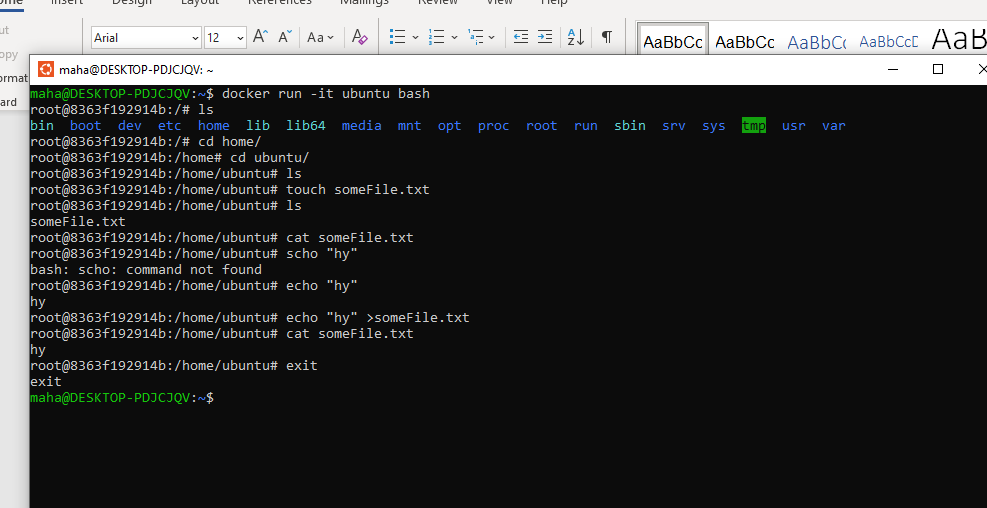 ome Insert Design Layout References Mailings Review View Help
ut
opy
Arial 12 Aa AaBbCc AaBbCc AaBbC AaBbCcD AaBb
ormat
ard
maha@DESKTOP-PDJCJQV: ~
maha@DESKTOP-PDJCJQV:~$ docker run -it ubuntu bash
root@8363f192914b:/# ls
bin boot dev etc home lib lib64 media mnt opt proc root run sbin srv sys tmp usr var
root@8363f192914b:/# cd home/
root@8363f192914b:/home# cd ubuntu/
root@8363f192914b:/home/ubuntu# ls
root@8363f192914b:/home/ubuntu# touch someFile.txt
root@8363f192914b:/home/ubuntu# ls
someFile.txt
root@8363f192914b:/home/ubuntu# cat someFile.txt
root@8363f192914b:/home/ubuntu# scho "hy"
bash: scho: command not found
root@8363f192914b:/home/ubuntu# echo "hy"
hy
root@8363f192914b:/home/ubuntu# echo "hy" >someFile.txt
root@8363f192914b:/home/ubuntu# cat someFile.txt
hy
root@8363f192914b:/home/ubuntu# exit
exit
maha@DESKTOP-PDJCJQV:~$